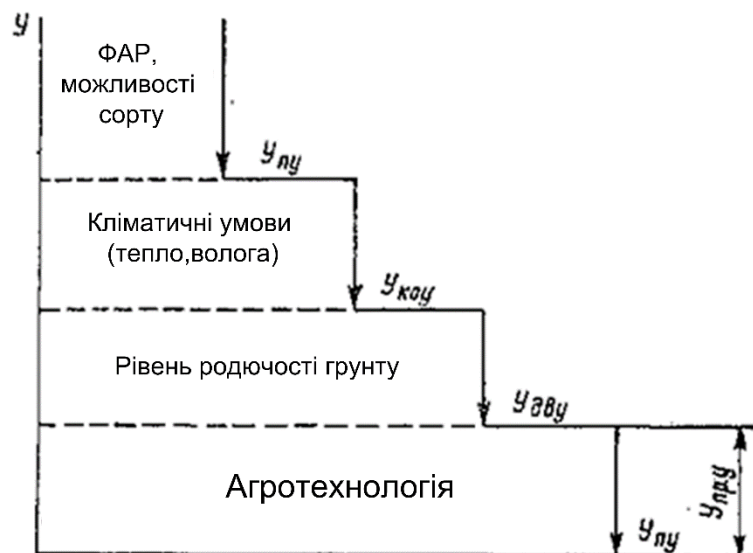 У
ФАР,
можливості
сорту
Упу
Кліматичні умови
(тепло,волога)
Укоу
Рівень родючості грунту
Удву
Агротехнологія
Упру
Упу